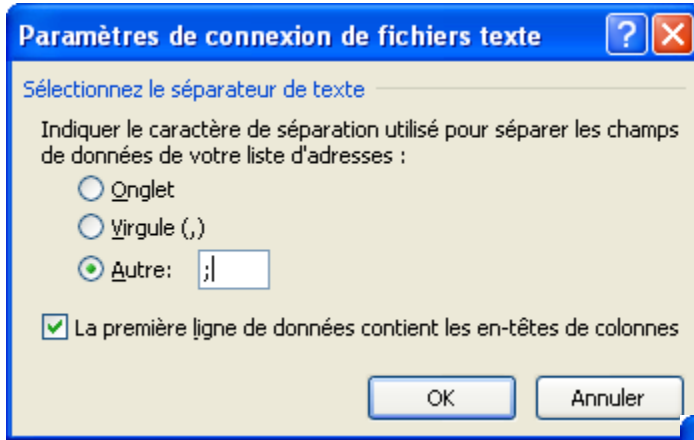 Paramètres de connexion de fichiers texte
Sélectionnez le séparateur de texte
Indiquer le caractère de séparation utilisé pour séparer les champs
de données de votre liste d'adresses :
Onglet
Virgule (,)
Autre: ;
La première ligne de données contient les en-têtes de colonnes
OK Annuler